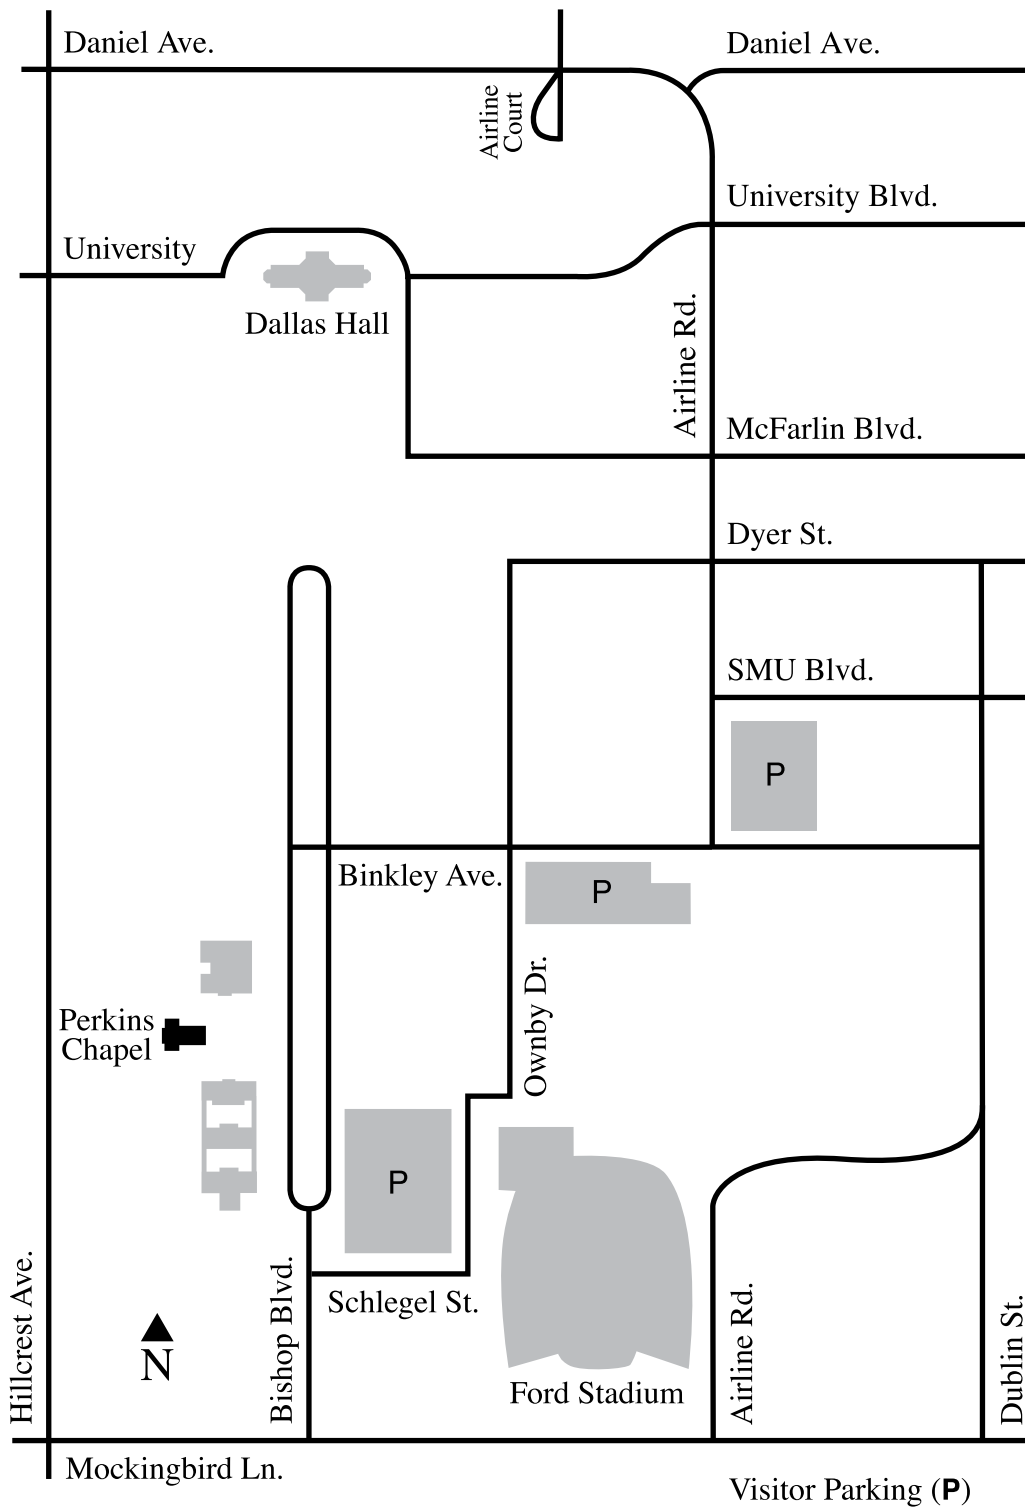 Daniel Ave.
Daniel Ave.
Airline
Court
University Blvd.
University
Dallas Hall
Airline Rd.
McFarlin Blvd.
Dyer St.
SMU Blvd.
P
Binkley Ave.
P
Ownby Dr.
Perkins
Chapel
P
Hillcrest Ave.
Bishop Blvd.
Schlegel St.
N
Ford Stadium
Airline Rd.
Dublin St.
Mockingbird Ln.
Visitor Parking (P)